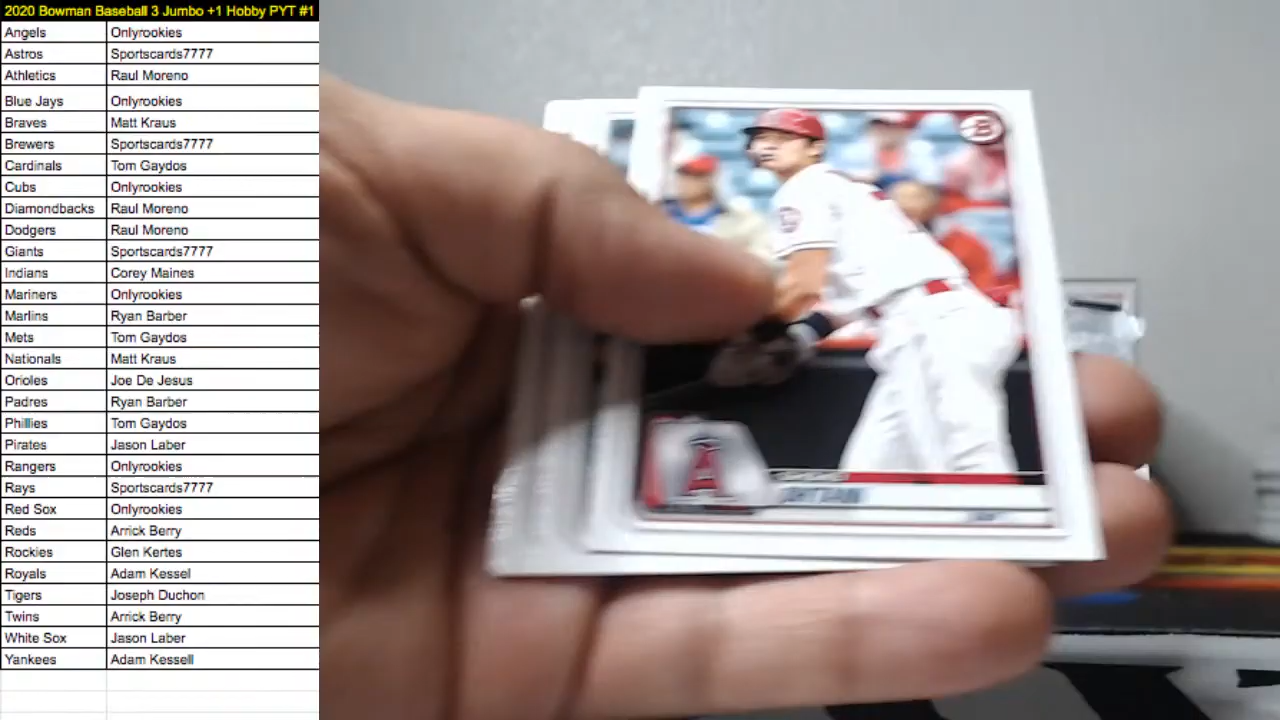 2020 Bowman Baseball 3 Jumbo +1 Hobby PYT #1
Angels Onlyrookies
Astros Sportscards7777
Athletics Raul Moreno
Blue Jays Onlyrookies
Braves Matt Kraus
Brewers Sportscards7777
Cardinals Tom Gaydos
Cubs Onlyrookies
Diamondbacks Raul Moreno
Dodgers Raul Moreno
Giants Sportscards7777
Indians Corey Maines
Mariners Onlyrookies
Marlins Ryan Barber
Mets Tom Gaydos
Nationals Matt Kraus
Orioles Joe De Jesus
Padres Ryan Barber
Phillies Tom Gaydos
Pirates Jason Laber
Rangers Onlyrookies
Rays Sportscards7777
Red Sox Onlyrookies
Reds Arrick Berry
Rockies Glen Kertes
Royals Adam Kessel
Tigers Joseph Duchon
Twins Arrick Berry
White Sox Jason Laber
Yankees Adam Kessell
B
A